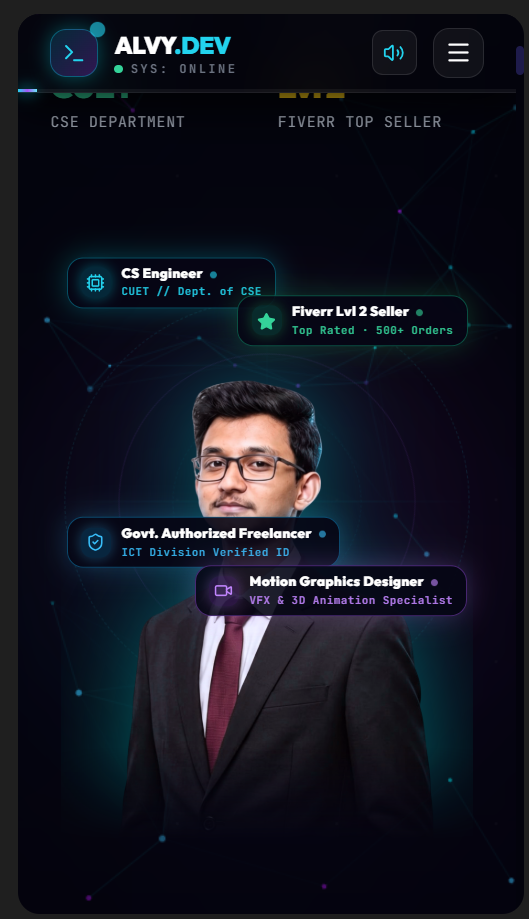 ALVY.DEV
SYS: ONLINE
CSE DEPARTMENT
FIVERR TOP SELLER
CS Engineer
CUET // Dept. of CSE
Fiverr Lvl 2 Seller
Top Rated · 500+ Orders
Govt. Authorized Freelancer
ICT Division Verified ID
Motion Graphics Designer
VFX & 3D Animation Specialist